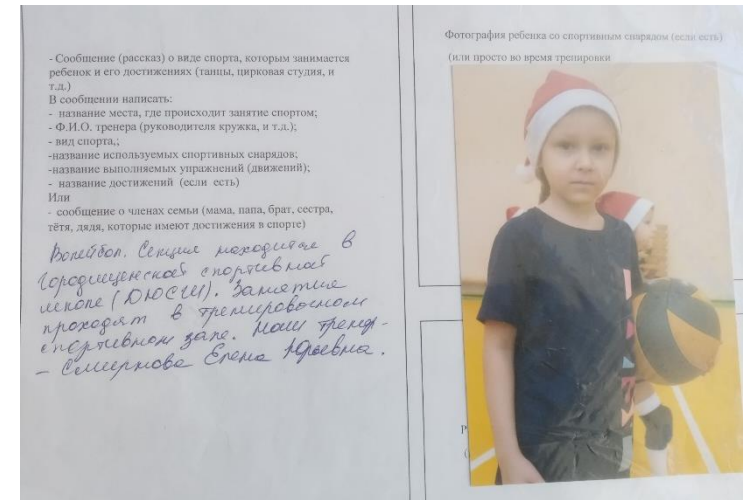 - Сообщение (рассказ) о виде спорта, которым занимается
ребенок и его достижениях (танцы, цирковая студия, и
т.д.)
В сообщении написать:
- название места, где происходит занятие спортом;
- Ф.И.О. тренера (руководителя кружка, и т.д.);
- вид спорта,;
-название используемых спортивных снарядов;
-название выполняемых упражнений (движений);
- название достижений (если есть)
Или
- сообщение о членах семьи (мама, папа, брат, сестра,
тётя, дядя, которые имеют достижения в спорте)
Волейбол. Секция находится в
Городищенской спортивной
школе (ДЮСШ). Занятия
проходят в тренировочном
спортивном зале. Наш тренер
- Смирнова Елена Юрьевна.
Фотография ребенка со спортивным снарядом (если есть)
(или просто во время тренировки
Р
(